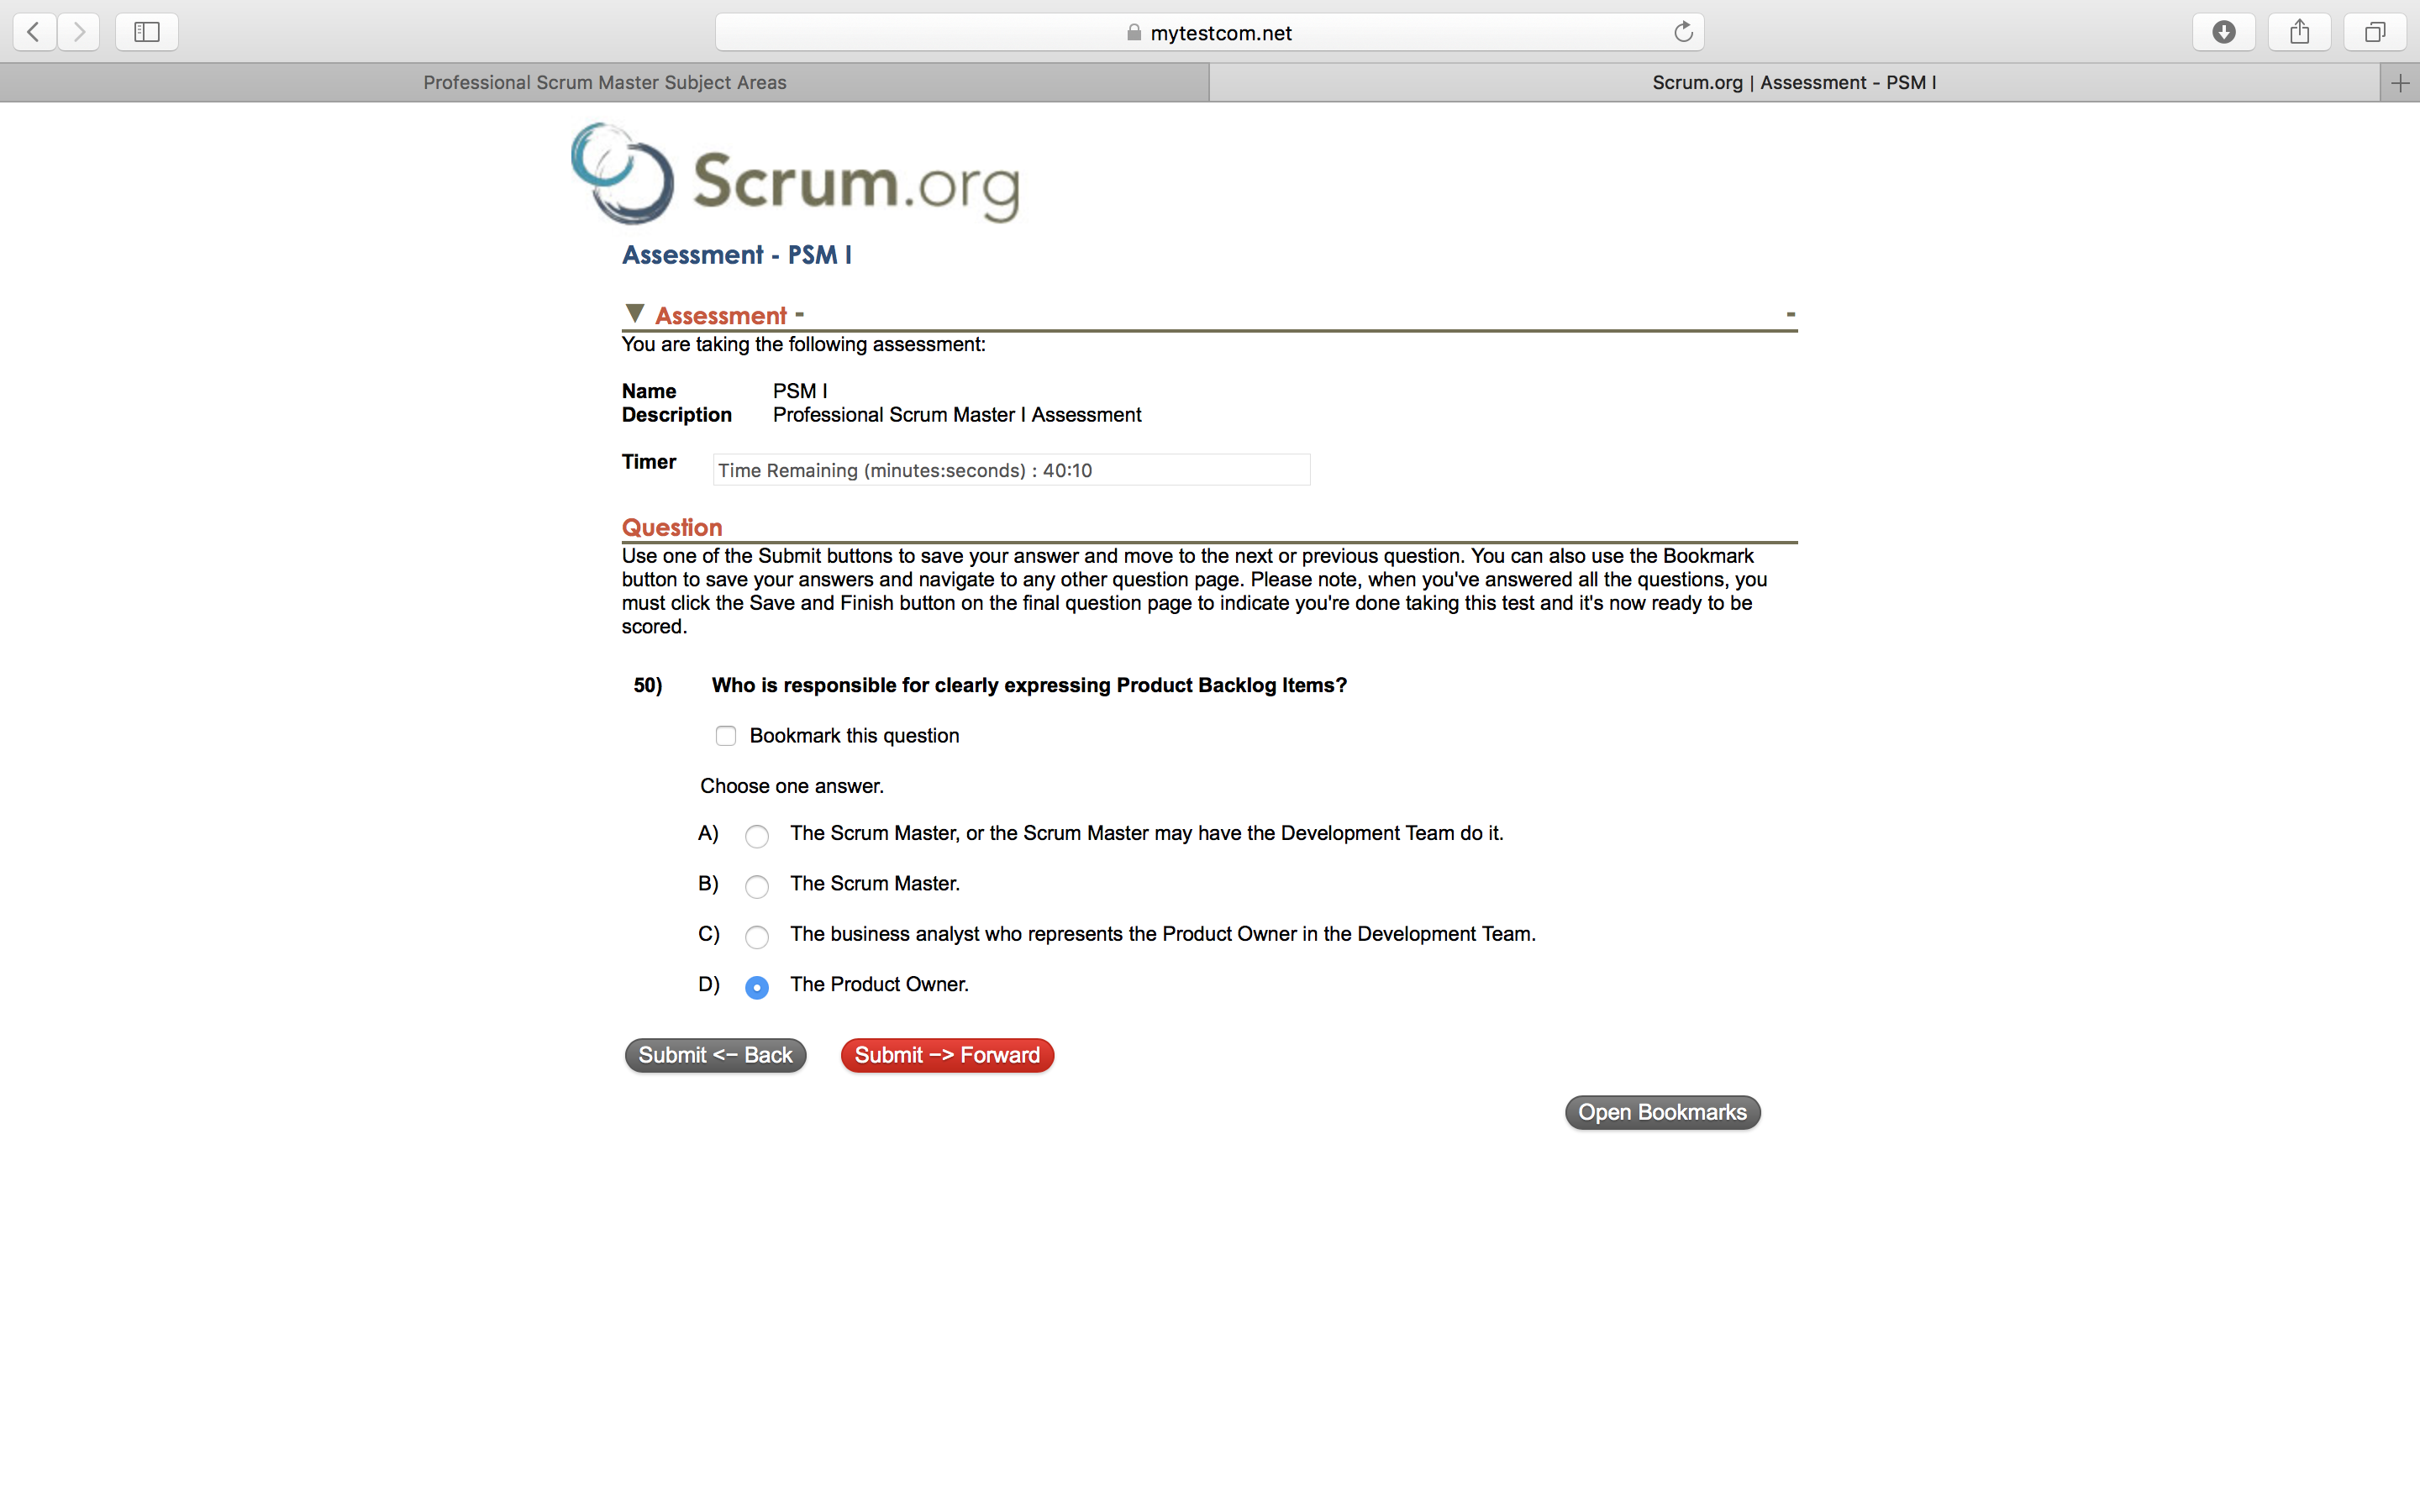 mytestcom.net
Professional Scrum Master Subject Areas
Scrum.org | Assessment - PSM I
Scrum.org
Assessment - PSM I
Assessment -
-
You are taking the following assessment:
Name PSM I
Description Professional Scrum Master I Assessment
Timer Time Remaining (minutes:seconds) : 40:10
Question
Use one of the Submit buttons to save your answer and move to the next or previous question. You can also use the Bookmark
button to save your answers and navigate to any other question page. Please note, when you've answered all the questions, you
must click the Save and Finish button on the final question page to indicate you're done taking this test and it's now ready to be
scored.
50) Who is responsible for clearly expressing Product Backlog Items?
Bookmark this question
Choose one answer.
A) The Scrum Master, or the Scrum Master may have the Development Team do it.
B) The Scrum Master.
C) The business analyst who represents the Product Owner in the Development Team.
D) The Product Owner.
Submit <- Back Submit -> Forward
Open Bookmarks